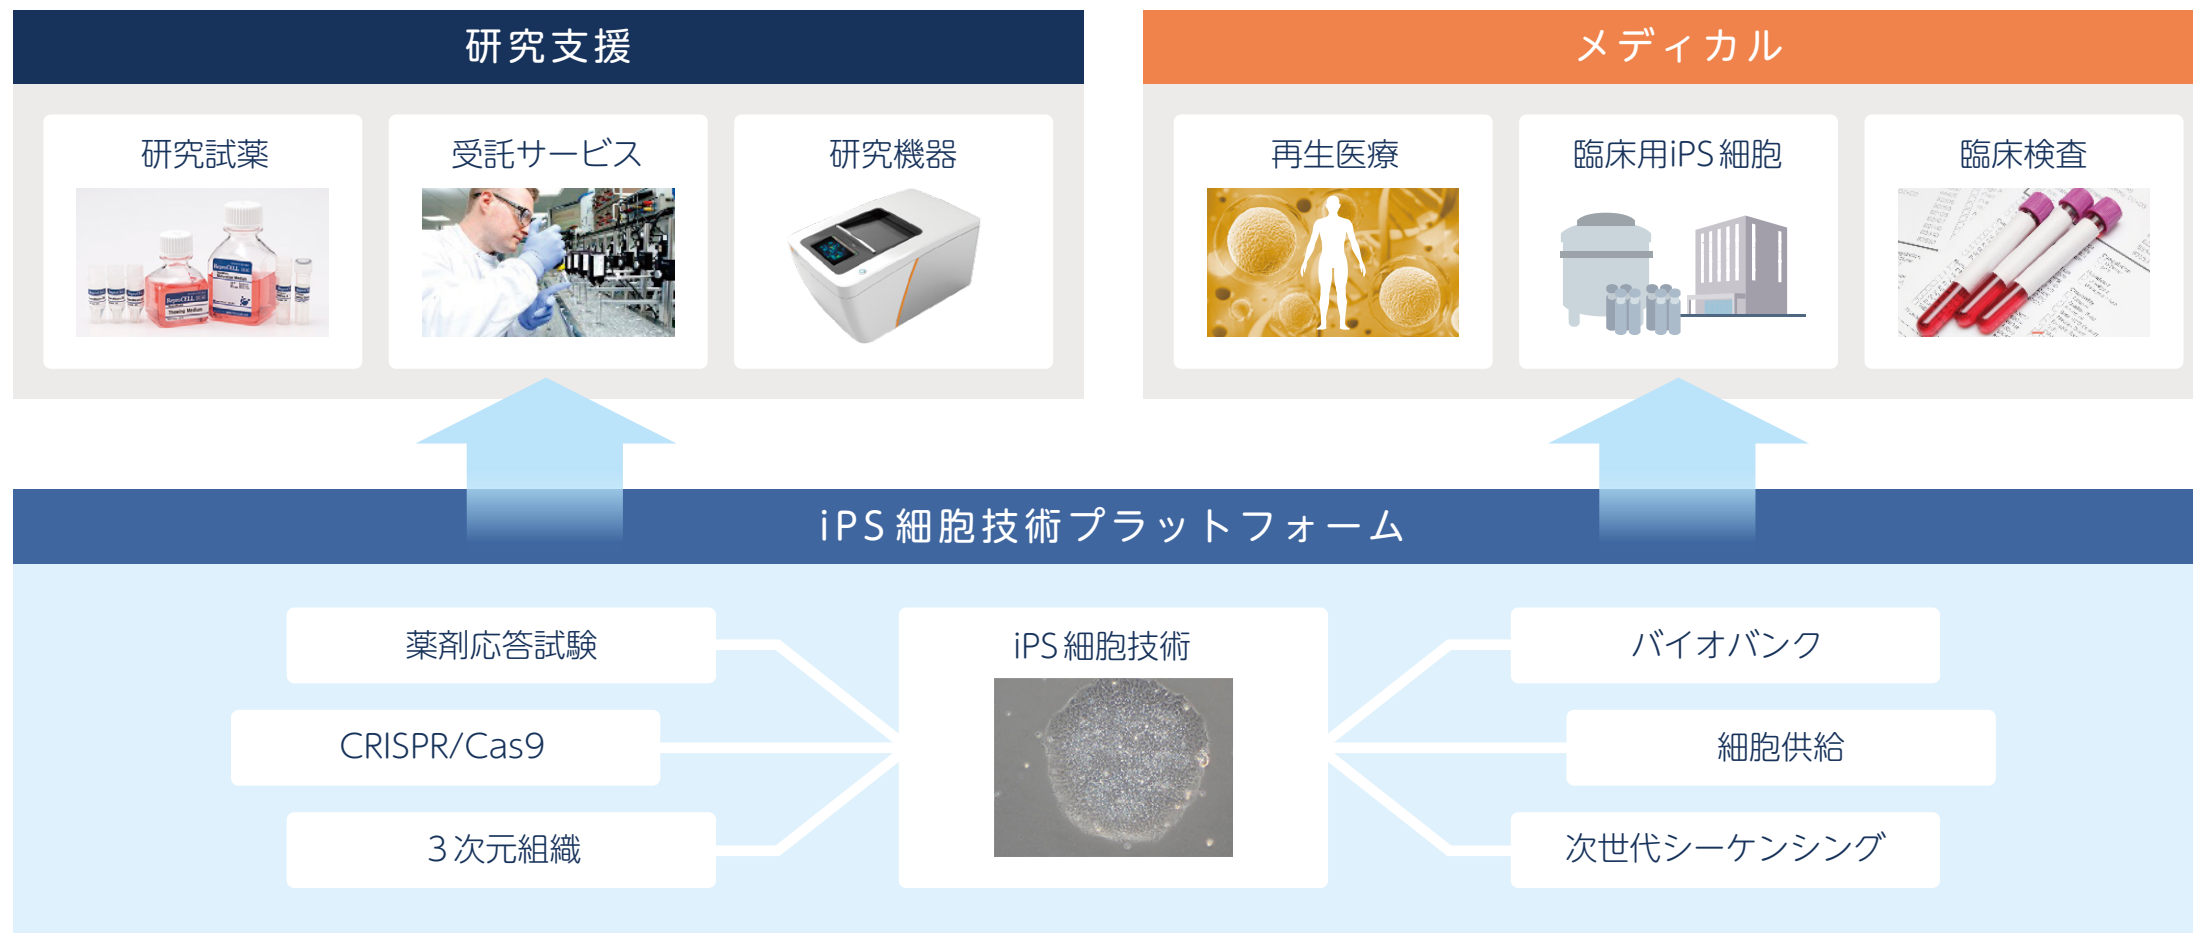 研究支援
研究試薬
受託サービス
研究機器
ReproCELL
ReproCELL
Thawing Medium
メディカル
再生医療
臨床用iPS細胞
臨床検査
iPS細胞技術プラットフォーム
薬剤応答試験
CRISPR/Cas9
3次元組織
iPS細胞技術
バイオバンク
細胞供給
次世代シーケンシング